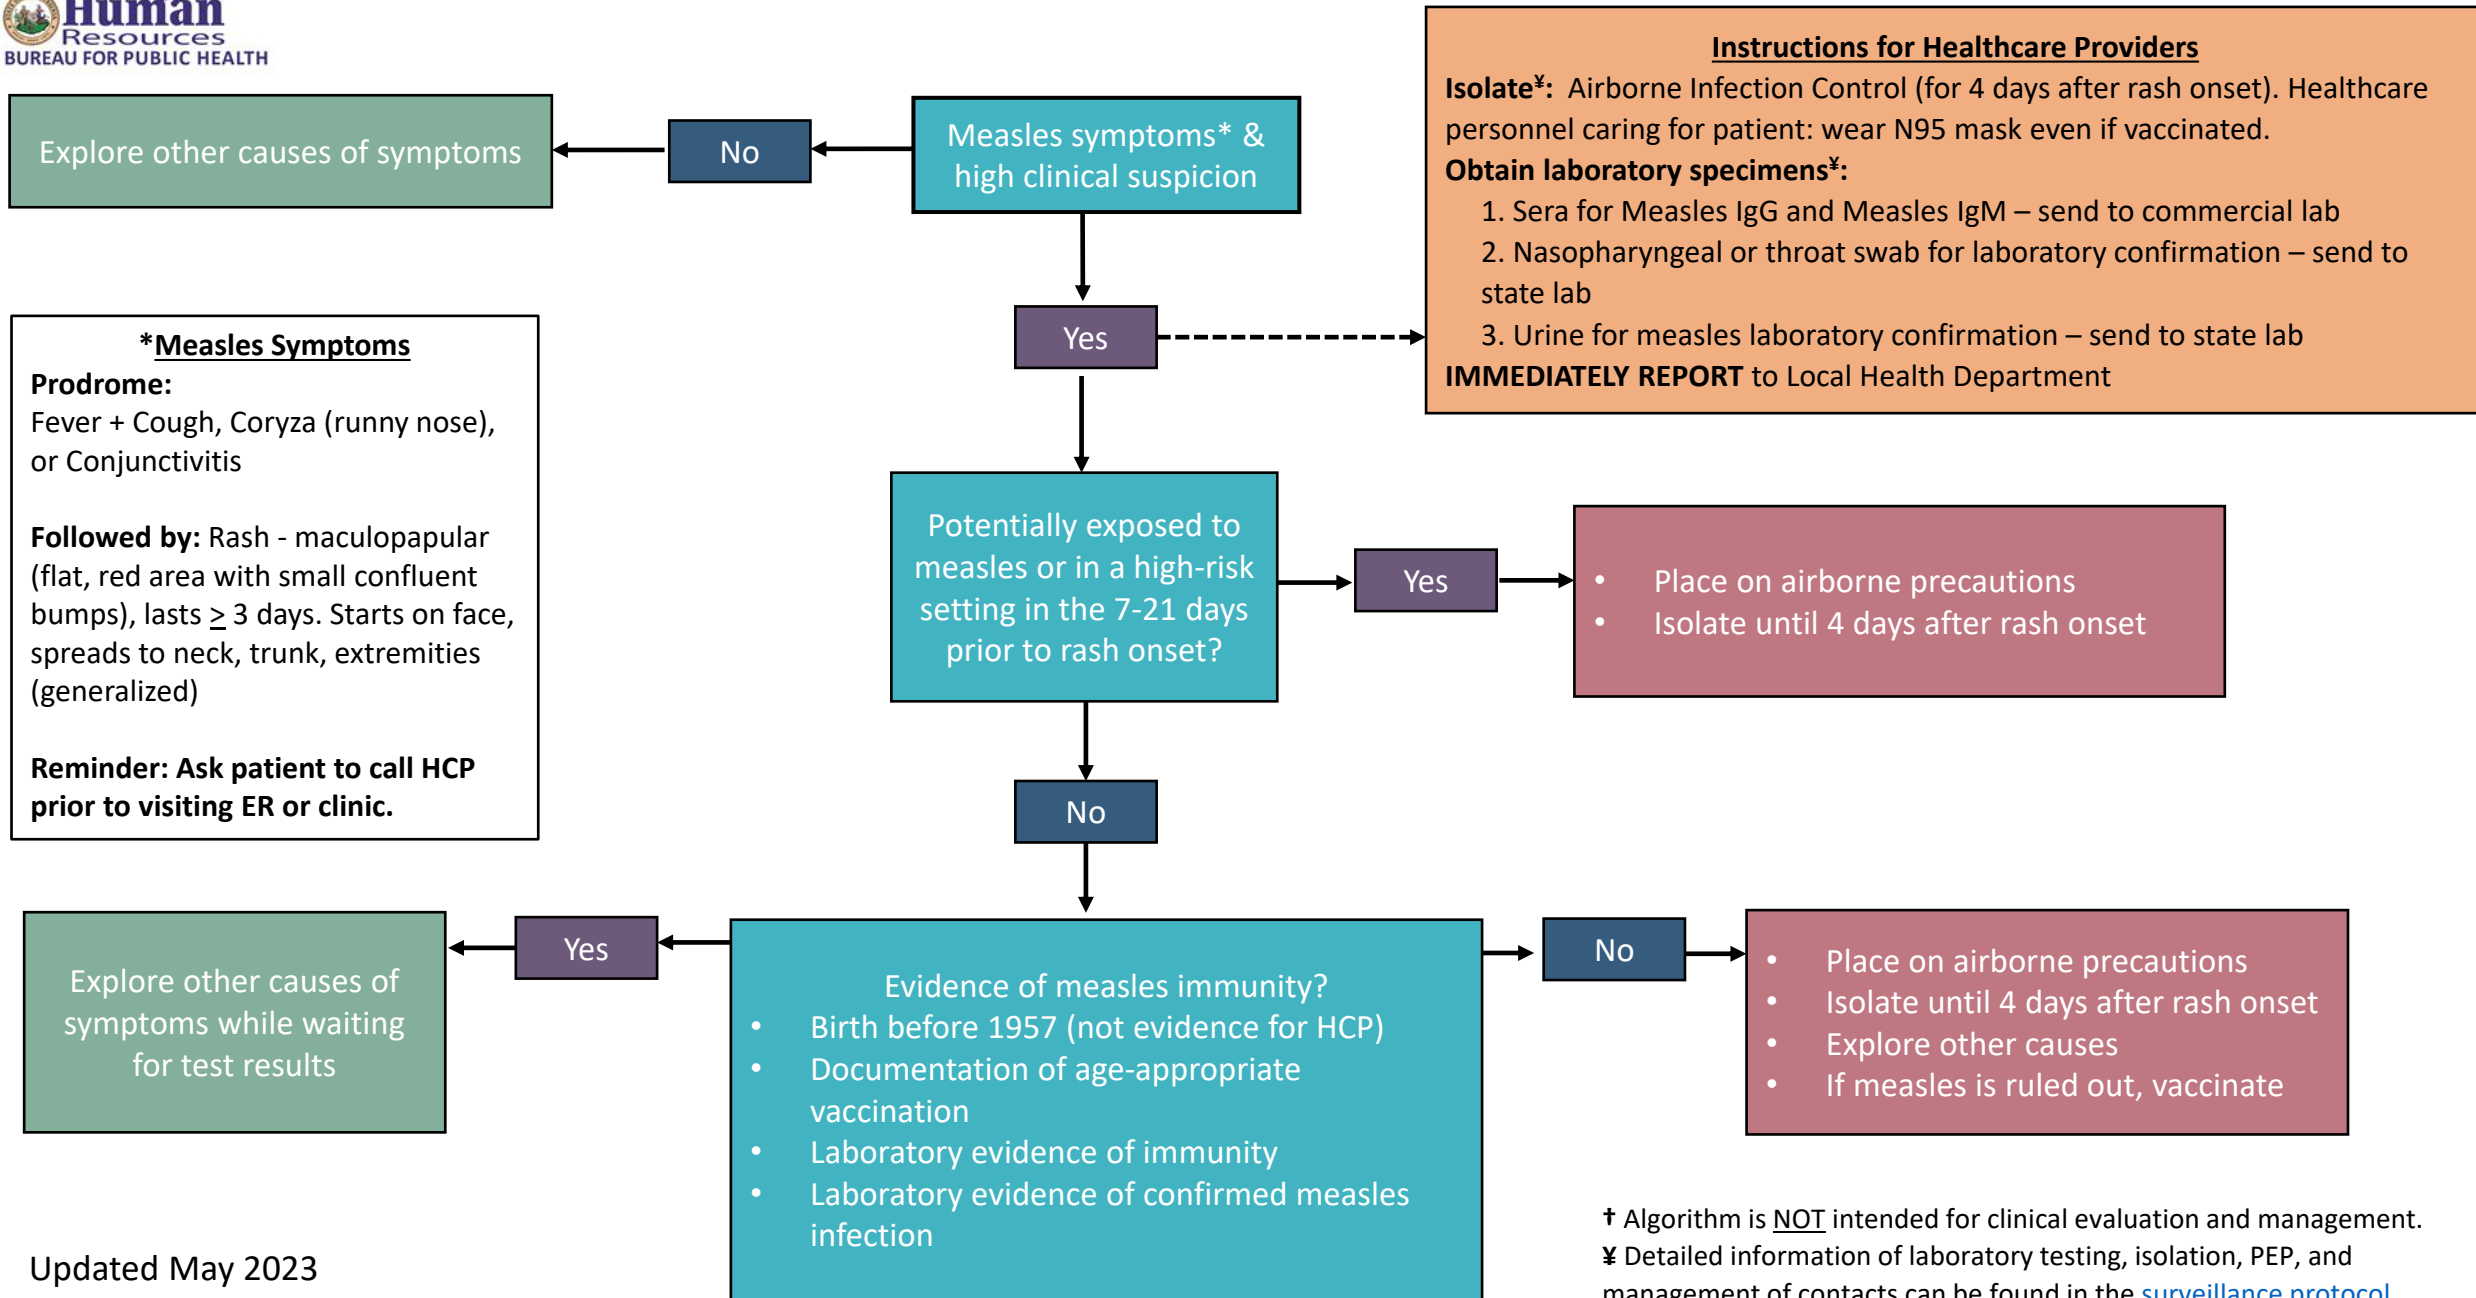 Human
Resources
BUREAU FOR PUBLIC HEALTH
Explore other causes of symptoms
No
Measles symptoms* &
high clinical suspicion
Instructions for Healthcare Providers
Isolate¥: Airborne Infection Control (for 4 days after rash onset). Healthcare
personnel caring for patient: wear N95 mask even if vaccinated.
Obtain laboratory specimens¥:
1. Sera for Measles IgG and Measles IgM – send to commercial lab
2. Nasopharyngeal or throat swab for laboratory confirmation – send to
state lab
3. Urine for measles laboratory confirmation – send to state lab
IMMEDIATELY REPORT to Local Health Department
Yes
*Measles Symptoms
Prodrome:
Fever + Cough, Coryza (runny nose),
or Conjunctivitis
Followed by: Rash - maculopapular
(flat, red area with small confluent
bumps), lasts ≥ 3 days. Starts on face,
spreads to neck, trunk, extremities
(generalized)
Reminder: Ask patient to call HCP
prior to visiting ER or clinic.
Potentially exposed to
measles or in a high-risk
setting in the 7-21 days
prior to rash onset?
Yes
• Place on airborne precautions
• Isolate until 4 days after rash onset
No
Explore other causes of
symptoms while waiting
for test results
Yes
Evidence of measles immunity?
• Birth before 1957 (not evidence for HCP)
• Documentation of age-appropriate
vaccination
• Laboratory evidence of immunity
• Laboratory evidence of confirmed measles
infection
No
• Place on airborne precautions
• Isolate until 4 days after rash onset
• Explore other causes
• If measles is ruled out, vaccinate
† Algorithm is NOT intended for clinical evaluation and management.
¥ Detailed information of laboratory testing, isolation, PEP, and
management of contacts can be found in the surveillance protocol
Updated May 2023